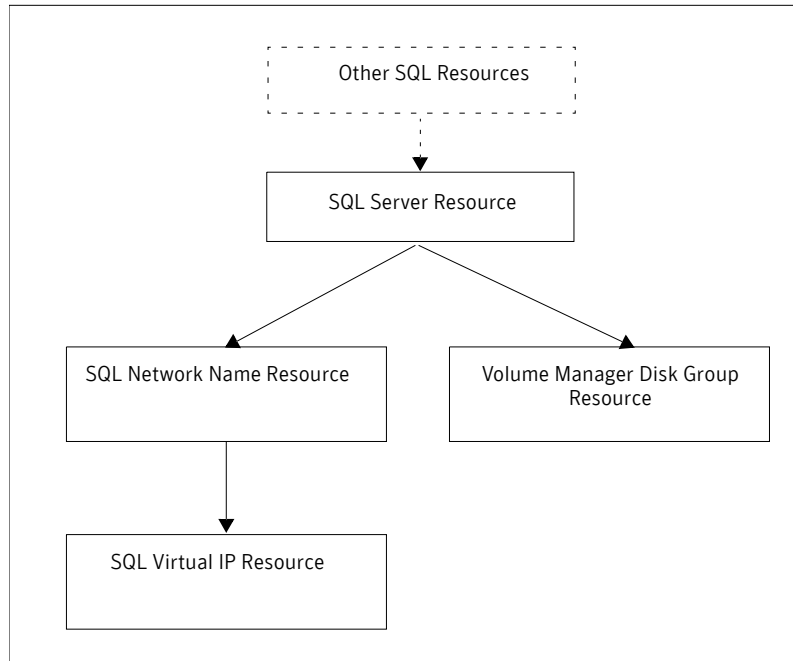 Other SQL Resources
SQL Server Resource
SQL Network Name Resource
Volume Manager Disk Group
Resource
SQL Virtual IP Resource